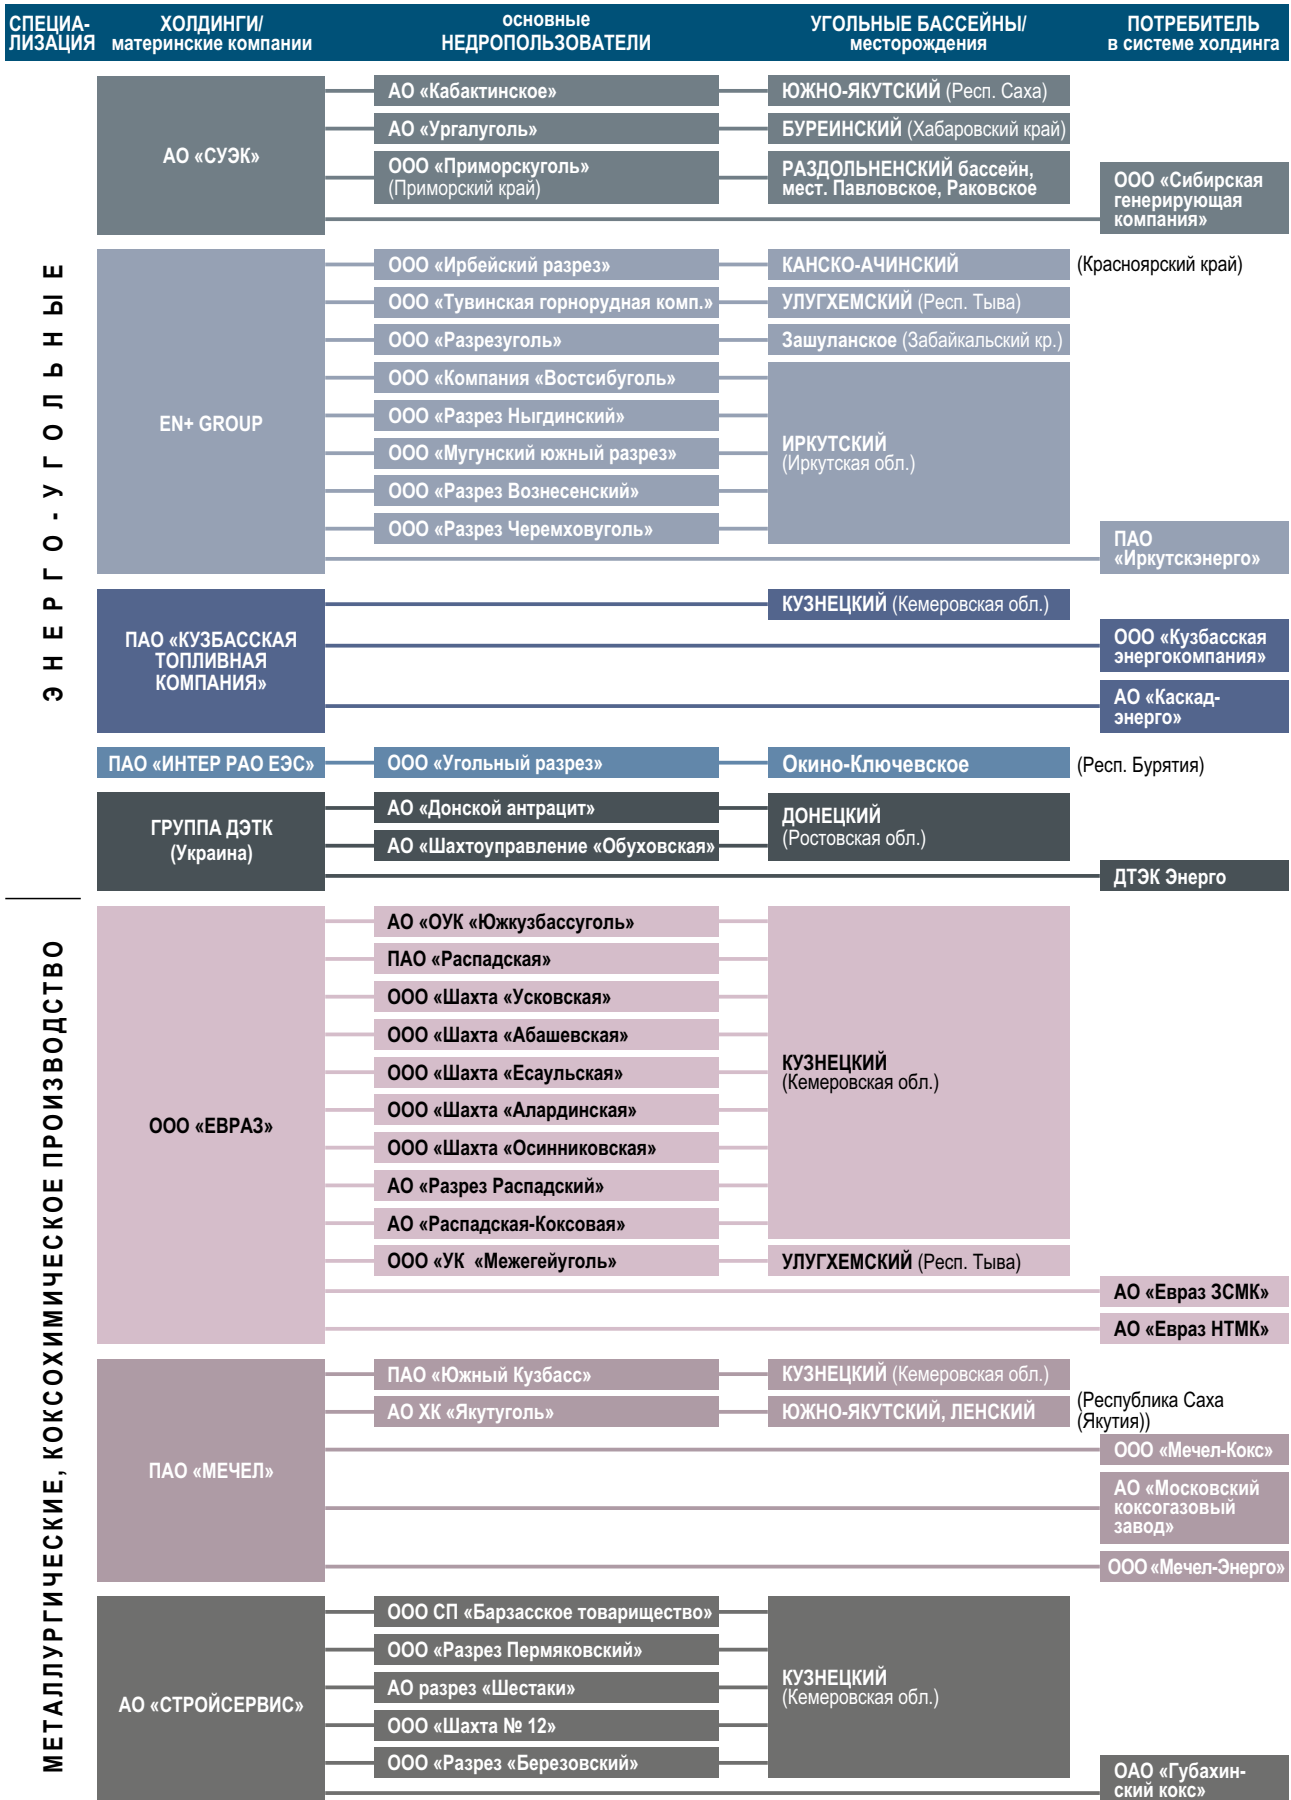 СПЕЦИА-
ЛИЗАЦИЯ
ХОЛДИНГИ/
материнские компании
основные
НЕДРОПОЛЬЗОВАТЕЛИ
УГОЛЬНЫЕ БАССЕЙНЫ/
месторождения
ПОТРЕБИТЕЛЬ
в системе холдинга
ЭНЕРГО-УГОЛЬНЫЕ
АО «СУЭК»
АО «Кабактинское»
ЮЖНО-ЯКУТСКИЙ (Респ. Саха)
АО «Ургалуголь»
БУРЕИНСКИЙ (Хабаровский край)
ООО «Приморскуголь»
(Приморский край)
РАЗДОЛЬНЕНСКИЙ бассейн,
мест. Павловское, Раковское
ООО «Сибирская
генерирующая
компания»
EN+ GROUP
ООО «Ирбейский разрез»
КАНСКО-АЧИНСКИЙ
(Красноярский край)
ООО «Тувинская горнорудная комп.»
УЛУГХЕМСКИЙ (Респ. Тыва)
ООО «Разрезуголь»
Зашуланское (Забайкальский кр.)
ООО «Компания «Востсибуголь»
ООО «Разрез Ныгдинский»
ООО «Мугунский южный разрез»
ООО «Разрез Вознесенский»
ООО «Разрез Черемховуголь»
ИРКУТСКИЙ
(Иркутская обл.)
ПАО
«Иркутскэнерго»
ПАО «КУЗБАССКАЯ
ТОПЛИВНАЯ
КОМПАНИЯ»
КУЗНЕЦКИЙ (Кемеровская обл.)
ООО «Кузбасская
энергокомпания»
АО «Каскад-
энерго»
ПАО «ИНТЕР РАО ЕЭС»
ООО «Угольный разрез»
Окино-Ключевское
(Респ. Бурятия)
ГРУППА ДЭТК
(Украина)
АО «Донской антрацит»
АО «Шахтоуправление «Обуховская»
ДОНЕЦКИЙ
(Ростовская обл.)
ДТЭК Энерго
МЕТАЛЛУРГИЧЕСКИЕ, КОКСОХИМИЧЕСКОЕ ПРОИЗВОДСТВО
ООО «ЕВРАЗ»
АО «ОУК «Южкузбассуголь»
ПАО «Распадская»
ООО «Шахта «Усковская»
ООО «Шахта «Абашевская»
ООО «Шахта «Есаульская»
ООО «Шахта «Алардинская»
ООО «Шахта «Осинниковская»
АО «Разрез Распадский»
АО «Распадская-Коксовая»
КУЗНЕЦКИЙ
(Кемеровская обл.)
ООО «УК «Межегейуголь»
УЛУГХЕМСКИЙ (Респ. Тыва)
АО «Евраз ЗСМК»
АО «Евраз НТМК»
ПАО «МЕЧЕЛ»
ПАО «Южный Кузбасс»
КУЗНЕЦКИЙ (Кемеровская обл.)
АО ХК «Якутуголь»
ЮЖНО-ЯКУТСКИЙ, ЛЕНСКИЙ
(Республика Саха
(Якутия))
ООО «Мечел-Кокс»
АО «Московский
коксогазовый
завод»
ООО «Мечел-Энерго»
АО «СТРОЙСЕРВИС»
ООО СП «Барзасское товарищество»
ООО «Разрез Пермяковский»
АО разрез «Шестаки»
ООО «Шахта № 12»
ООО «Разрез «Березовский»
КУЗНЕЦКИЙ
(Кемеровская обл.)
ОАО «Губахин-
ский кокс»